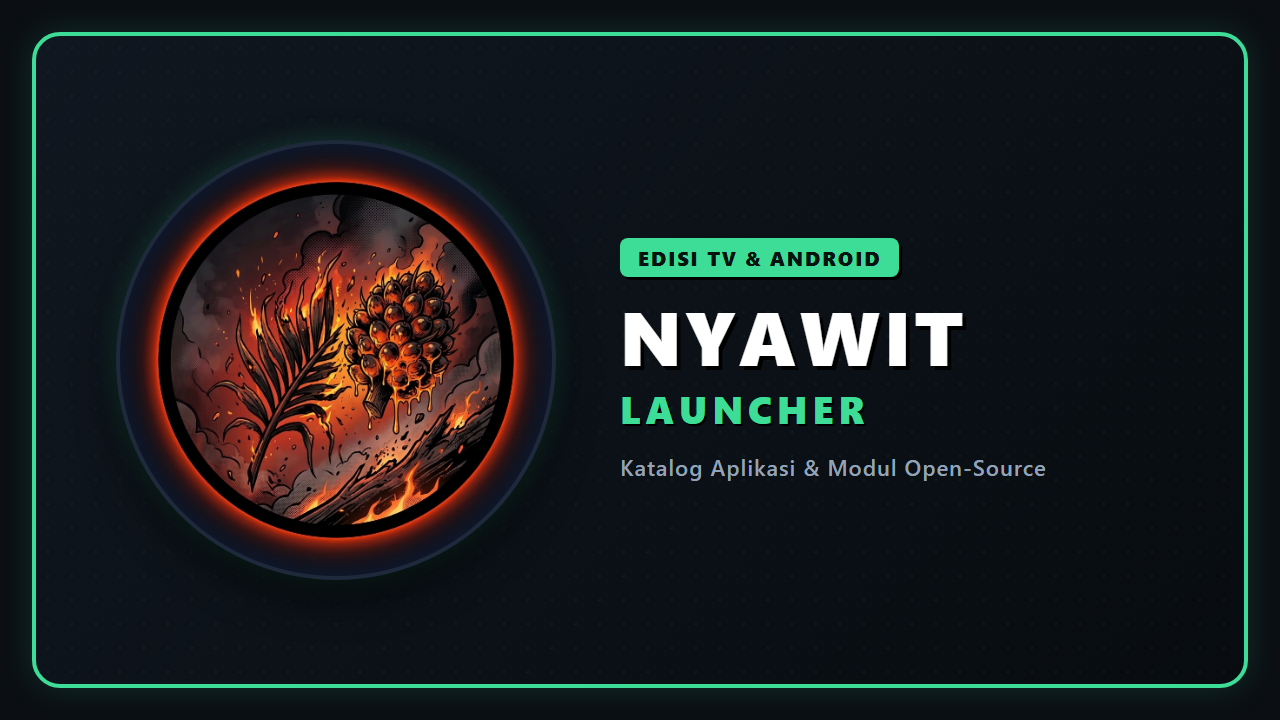 EDISI TV & ANDROID
NYAWIT
LAUNCHER
Katalog Aplikasi & Modul Open-Source